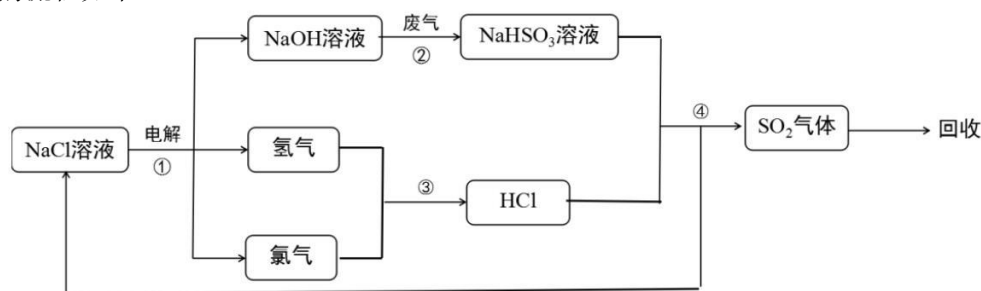 NaOH溶液
废气
②
NaHSO₃溶液
NaCl溶液
电解
①
氢气
③
HCl
④
SO₂气体
回收
氯气